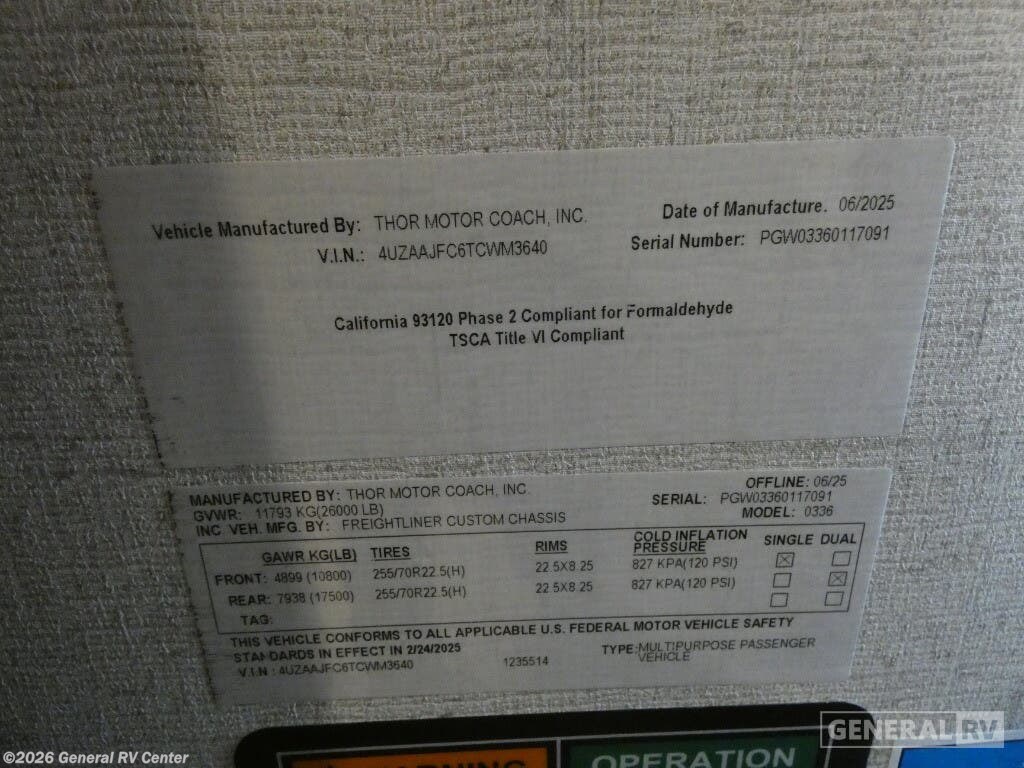 Vehicle Manufactured By: THOR MOTOR COACH, INC. Date of Manufacture. 06/2025
V.I.N.: 4UZAAJFC6TCWM3640 Serial Number: PGW03360117091
California 93120 Phase 2 Compliant for Formaldehyde
TSCA Title VI Compliant
MANUFACTURED BY: THOR MOTOR COACH, INC. OFFLINE: 06/25
GVWR: 11793 KG(26000 LB) SERIAL: PGW03360117091
INC. VEH. MFG. BY: FREIGHTLINER CUSTOM CHASSIS MODEL: 0336
GAWR KG(LB) TIRES RIMS COLD INFLATION PRESSURE SINGLE DUAL
FRONT: 4899 (10800) 255/70R22.5(H) 22.5X8.25 827 KPA(120 PSI) ☒ ☐
REAR: 7938 (17500) 255/70R22.5(H) 22.5X8.25 827 KPA(120 PSI) ☐ ☒
TAG: ☐ ☐
THIS VEHICLE CONFORMS TO ALL APPLICABLE U.S. FEDERAL MOTOR VEHICLE SAFETY
STANDARDS IN EFFECT IN 2/24/2025 TYPE: MULTIPURPOSE PASSENGER VEHICLE
V.I.N.: 4UZAAJFC6TCWM3640 1235514
WARNING OPERATION
GENERAL RV
©2026 General RV Center